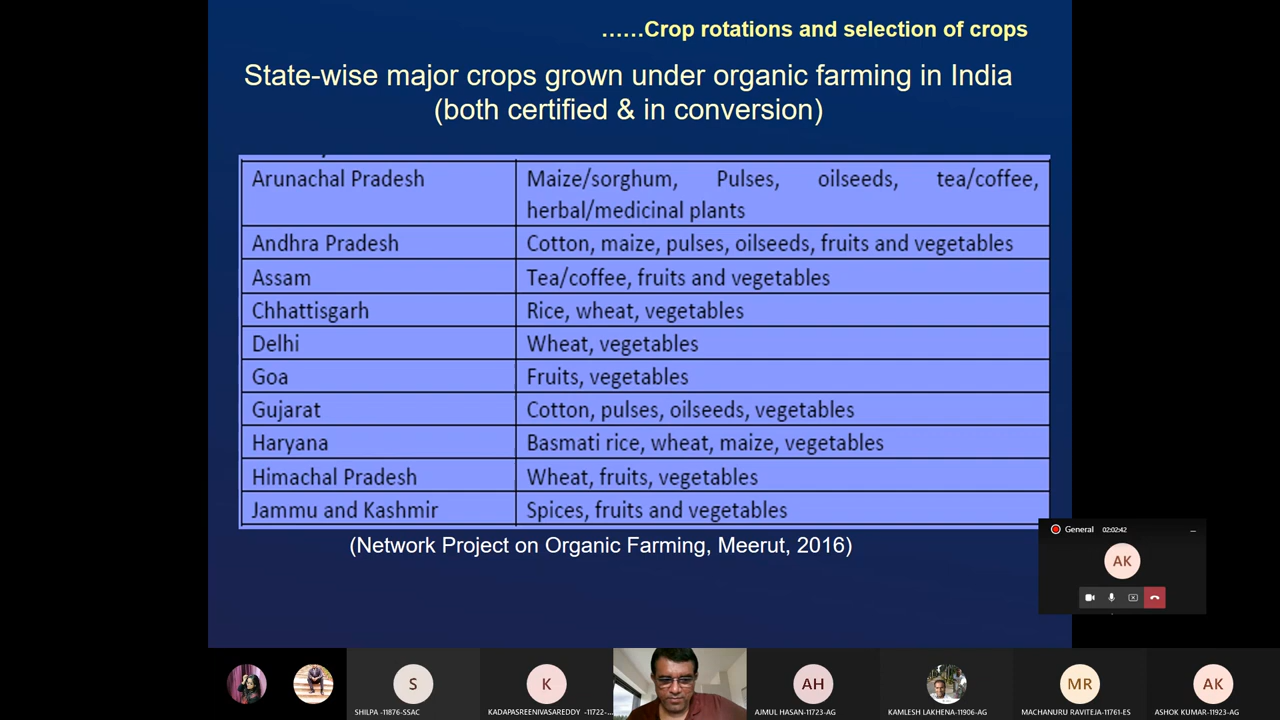 ……Crop rotations and selection of crops
State-wise major crops grown under organic farming in India
(both certified & in conversion)
Arunachal Pradesh
Maize/sorghum, Pulses, oilseeds, tea/coffee,
herbal/medicinal plants
Andhra Pradesh
Cotton, maize, pulses, oilseeds, fruits and vegetables
Assam
Tea/coffee, fruits and vegetables
Chhattisgarh
Rice, wheat, vegetables
Delhi
Wheat, vegetables
Goa
Fruits, vegetables
Gujarat
Cotton, pulses, oilseeds, vegetables
Haryana
Basmati rice, wheat, maize, vegetables
Himachal Pradesh
Wheat, fruits, vegetables
Jammu and Kashmir
Spices, fruits and vegetables
(Network Project on Organic Farming, Meerut, 2016)
General 02:02:42
AK
S
K
AH
MR
AK
SHILPA -11876-SSAC
KADAPASREENIVASAREDDY -11722-...
AJMUL HASAN-11723-AG
KAMLESH LAKHENA-11906-AG
MACHANURU RAVITEJA-11761-ES
ASHOK KUMAR-11923-AG